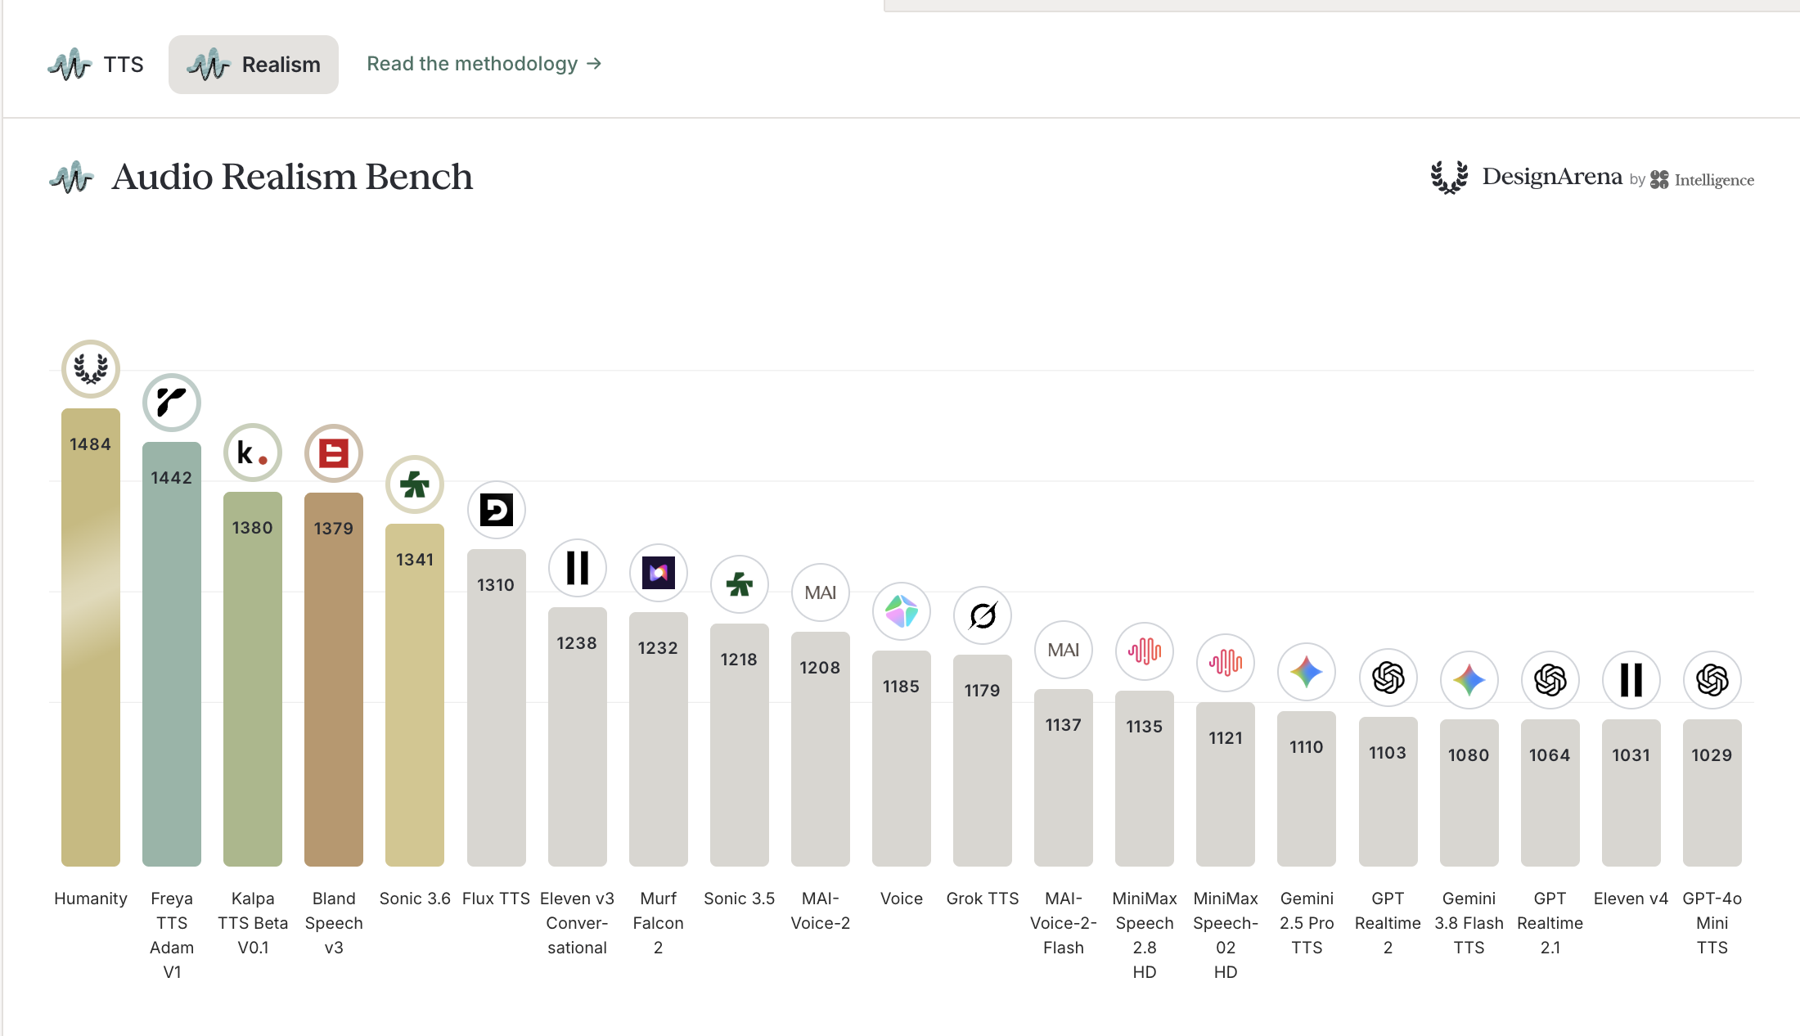 TTS
Realism
Read the methodology →
Audio Realism Bench
DesignArena by Intelligence
1484
1442
1380
1379
1341
1310
1238
1232
1218
1208
1185
1179
1137
1135
1121
1110
1103
1080
1064
1031
1029
k.
MAI
MAI
Humanity
Freya
TTS
Adam
V1
Kalpa
TTS Beta
V0.1
Bland
Speech
v3
Sonic 3.6
Flux TTS
Eleven v3
Conver-
sational
Murf
Falcon
2
Sonic 3.5
MAI-
Voice-2
Voice
Grok TTS
MAI-
Voice-2-
Flash
MiniMax
Speech
2.8
HD
MiniMax
Speech-
02
HD
Gemini
2.5 Pro
TTS
GPT
Realtime
2
Gemini
3.8 Flash
TTS
GPT
Realtime
2.1
Eleven v4
GPT-4o
Mini
TTS